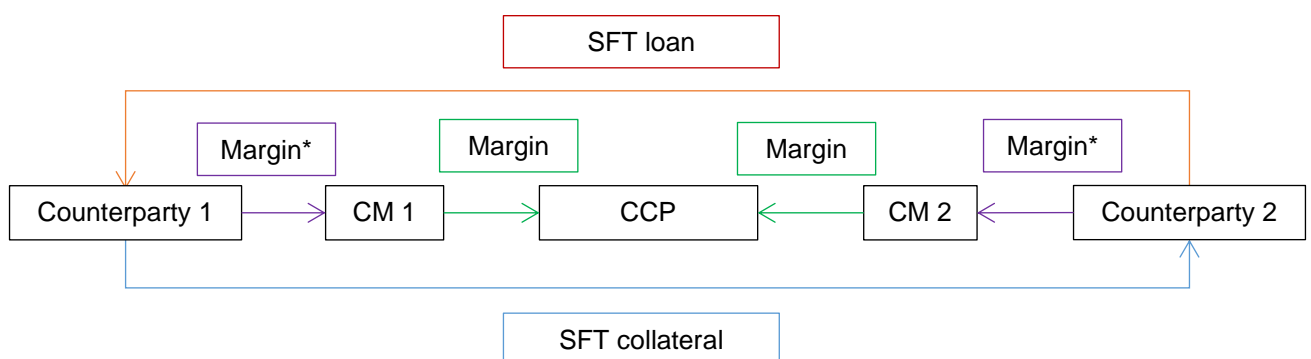 SFT loan
Margin*
Margin
Margin
Margin*
Counterparty 1
CM 1
CCP
CM 2
Counterparty 2
SFT collateral